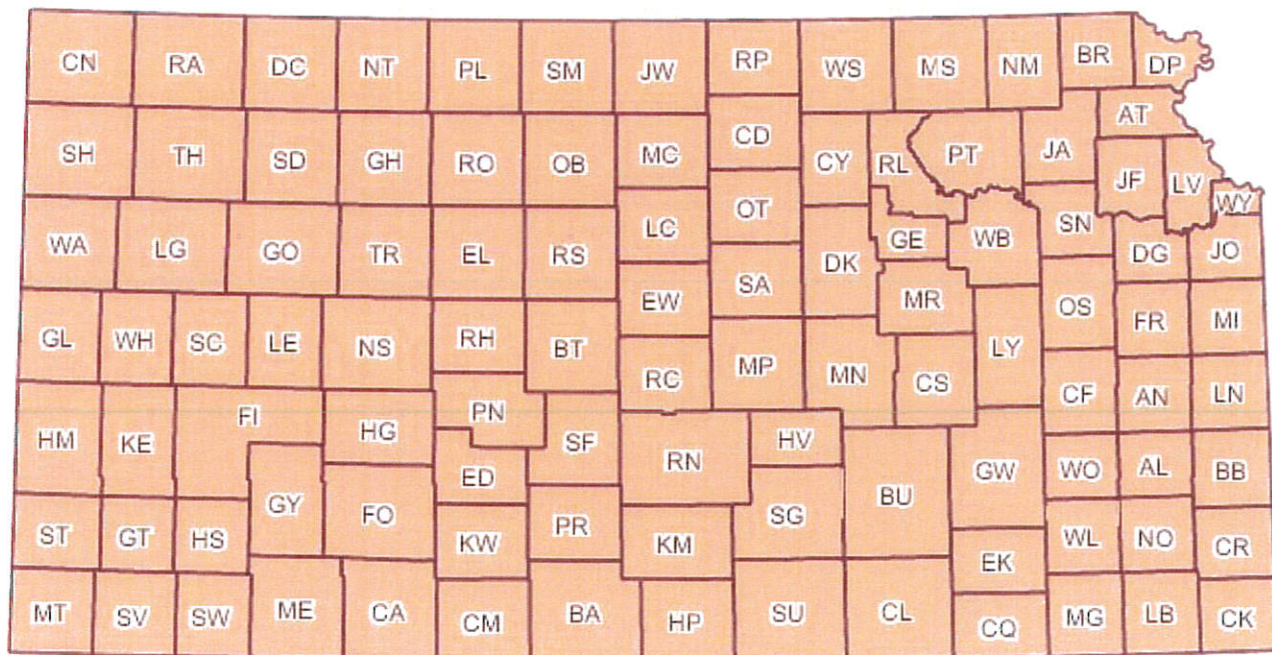 CN RA DC NT PL SM JW RP WS MS NM BR DP
AT
SH TH SD GH RO OB MC CD CY RL PT JA JF LV
WY
WA LG GO TR EL RS LC OT DK GE WB SN DG JO
EW SA MR OS FR MI
GL WH SC LE NS RH BT RC MP MN CS LY CF AN LN
HM KE FI HG PN SF RN HV
ED BU GW WO AL BB
ST GT HS GY FO KW PR KM SG EK WL NO CR
MT SV SW ME CA CM BA HP SU CL CQ MG LB CK